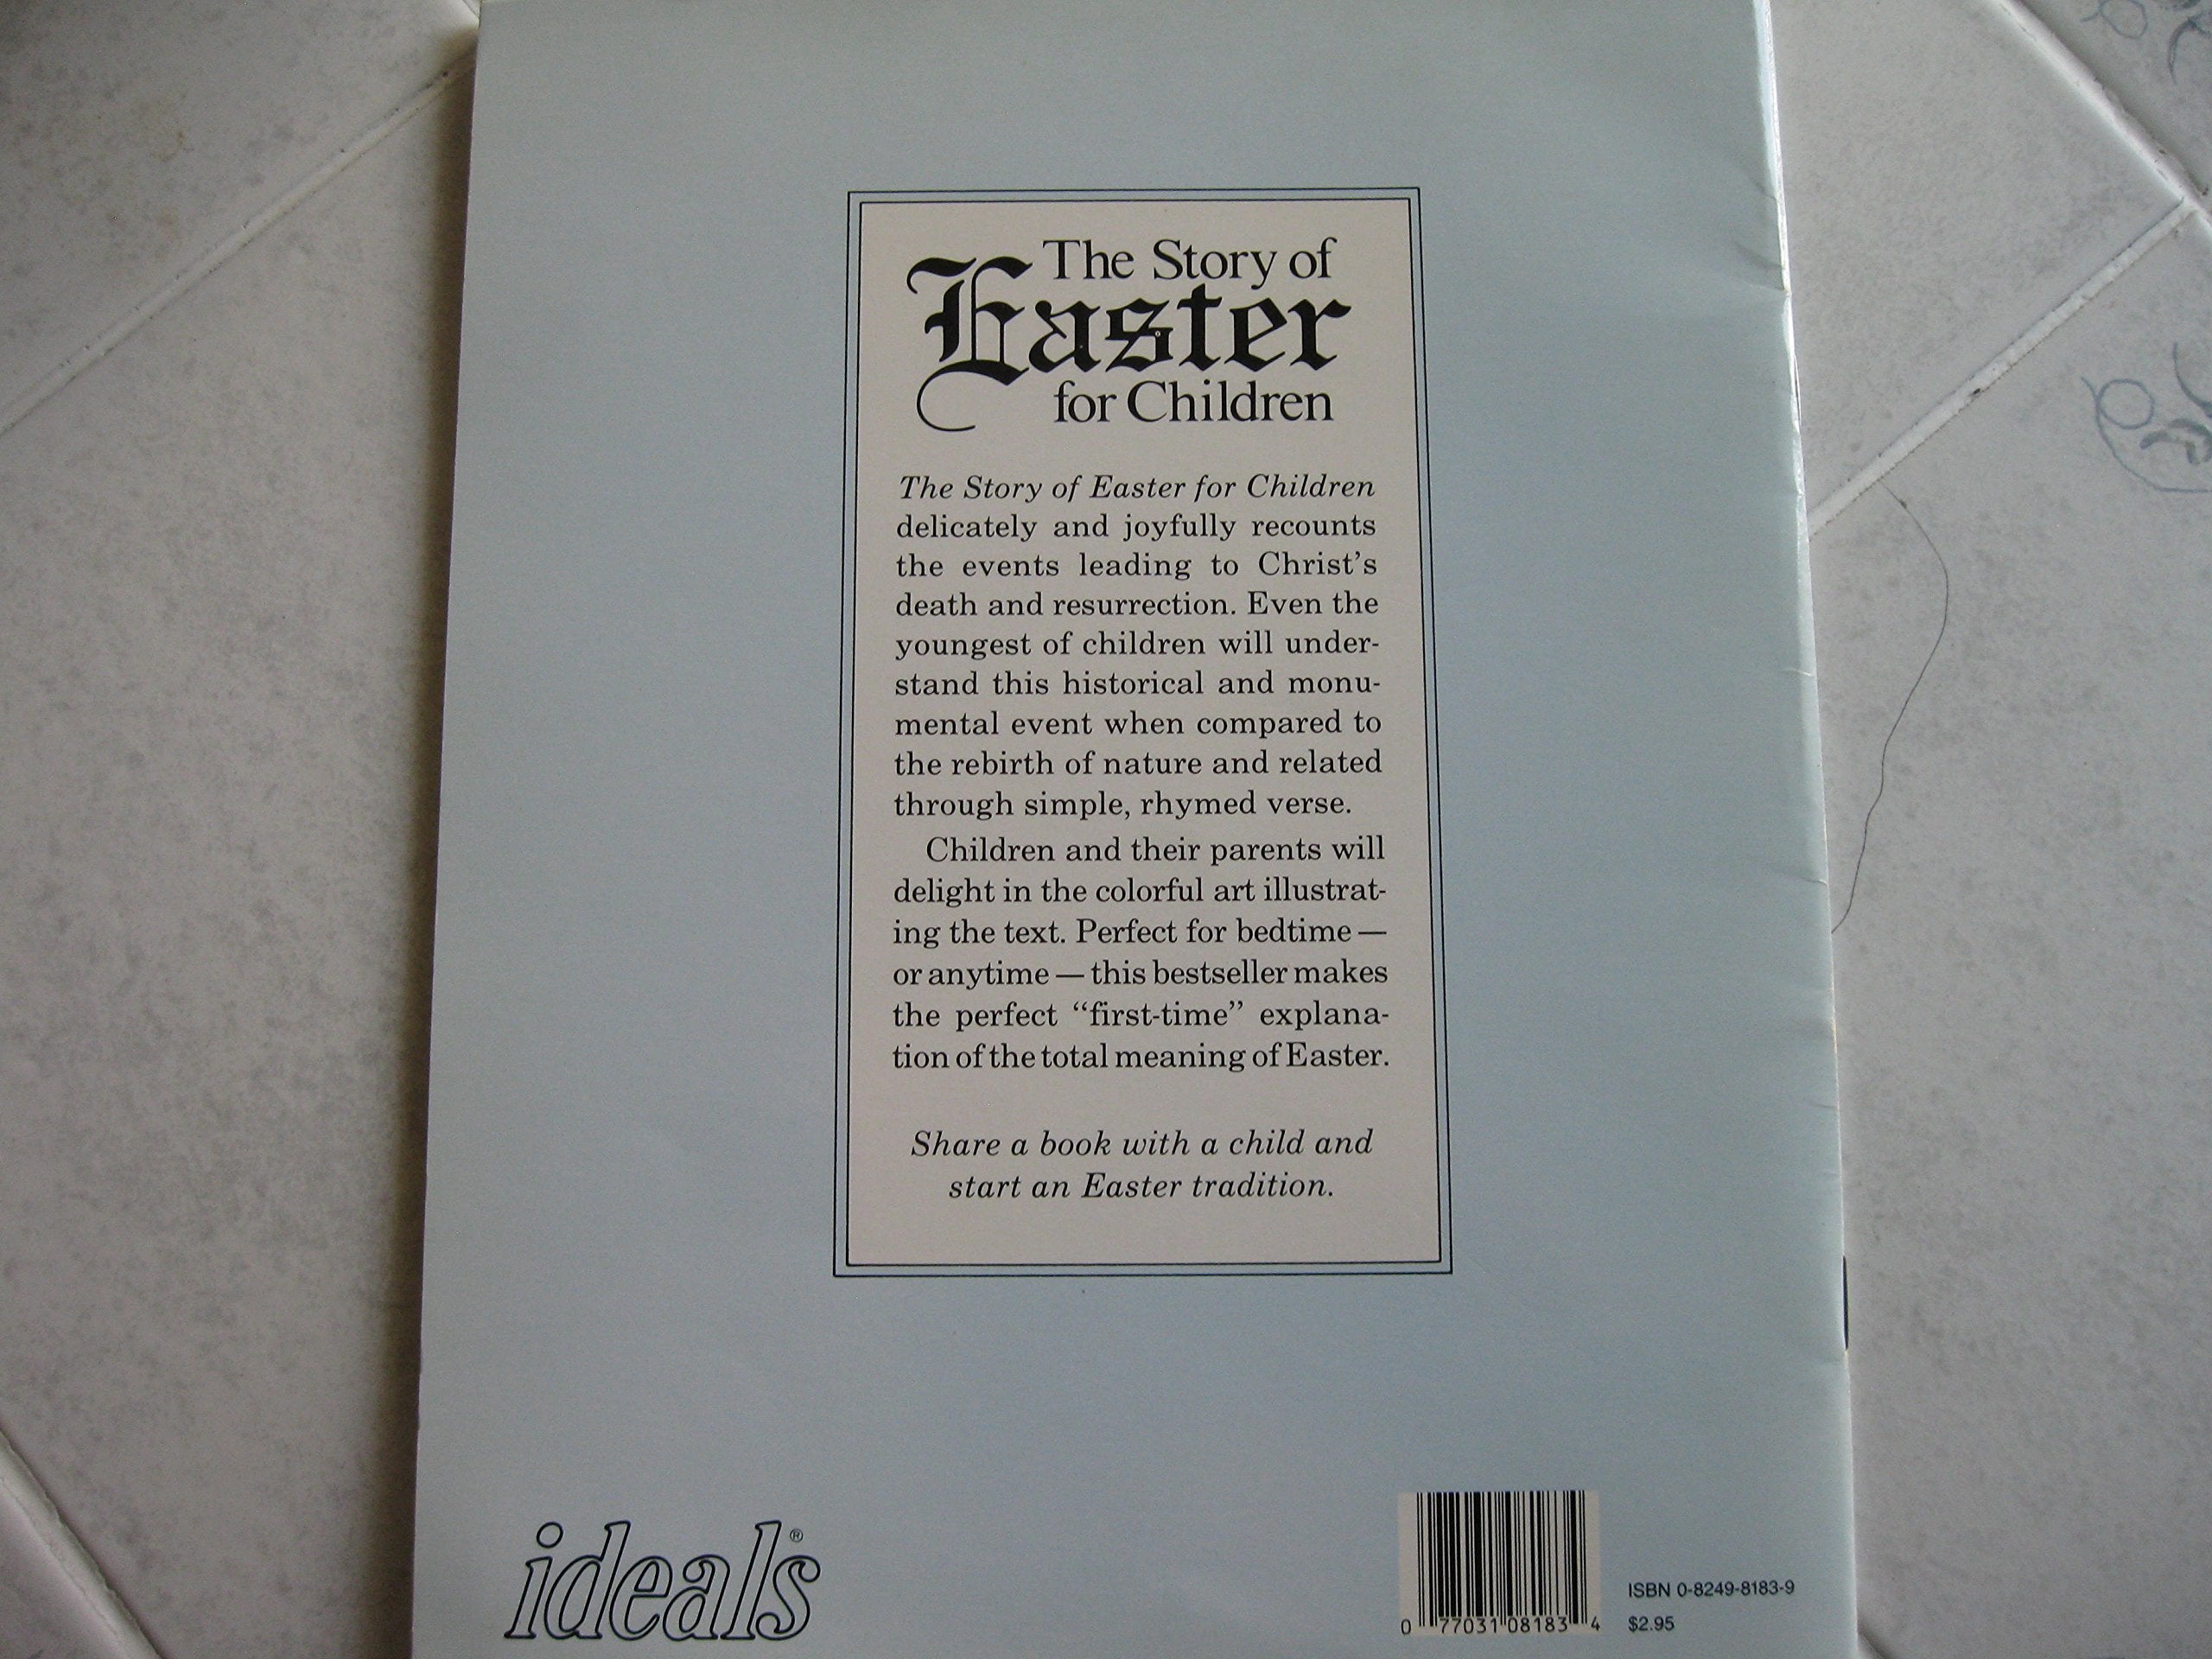 The Story of
Easter
for Children
The Story of Easter for Children
delicately and joyfully recounts
the events leading to Christ's
death and resurrection. Even the
youngest of children will under-
stand this historical and monu-
mental event when compared to
the rebirth of nature and related
through simple, rhymed verse.
Children and their parents will
delight in the colorful art illustrat-
ing the text. Perfect for bedtime —
or anytime — this bestseller makes
the perfect “first-time” explana-
tion of the total meaning of Easter.
Share a book with a child and
start an Easter tradition.
ideals®
0 77031 08183 4
ISBN 0-8249-8183-9
$2.95